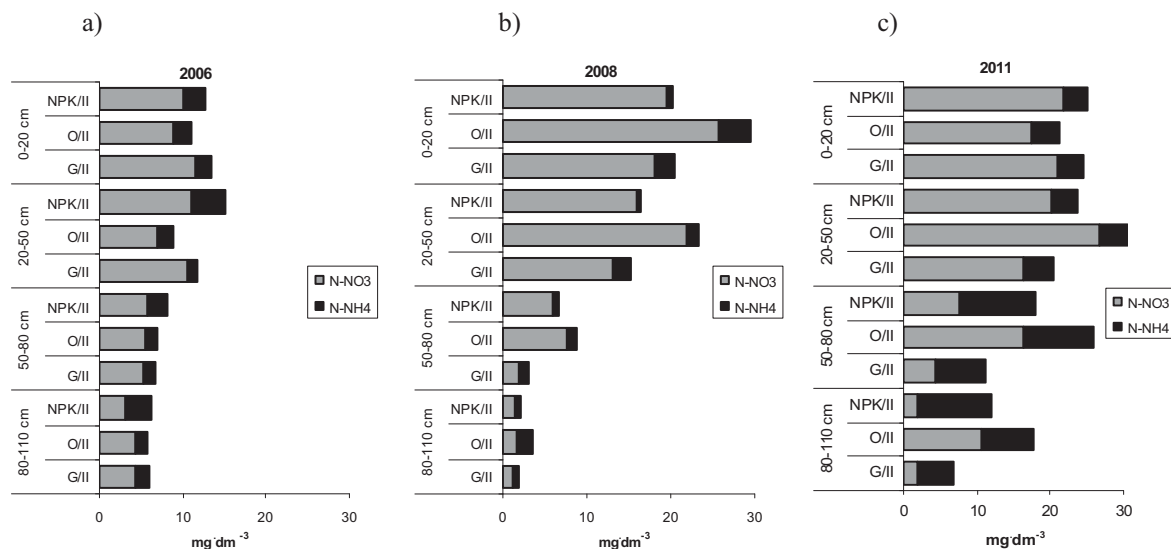 a)
2006
0-20 cm
NPK/II
O/II
G/II
20-50 cm
NPK/II
O/II
G/II
50-80 cm
NPK/II
O/II
G/II
80-110 cm
NPK/II
O/II
G/II
N-NO3
N-NH4
0 10 20 30
mg·dm⁻³
b)
2008
0-20 cm
NPK/II
O/II
G/II
20-50 cm
NPK/II
O/II
G/II
50-80 cm
NPK/II
O/II
G/II
80-110 cm
NPK/II
O/II
G/II
N-NO3
N-NH4
0 10 20 30
mg·dm⁻³
c)
2011
0-20 cm
NPK/II
O/II
G/II
20-50 cm
NPK/II
O/II
G/II
50-80 cm
NPK/II
O/II
G/II
80-110 cm
NPK/II
O/II
G/II
N-NO3
N-NH4
0 10 20 30
mg·dm⁻³